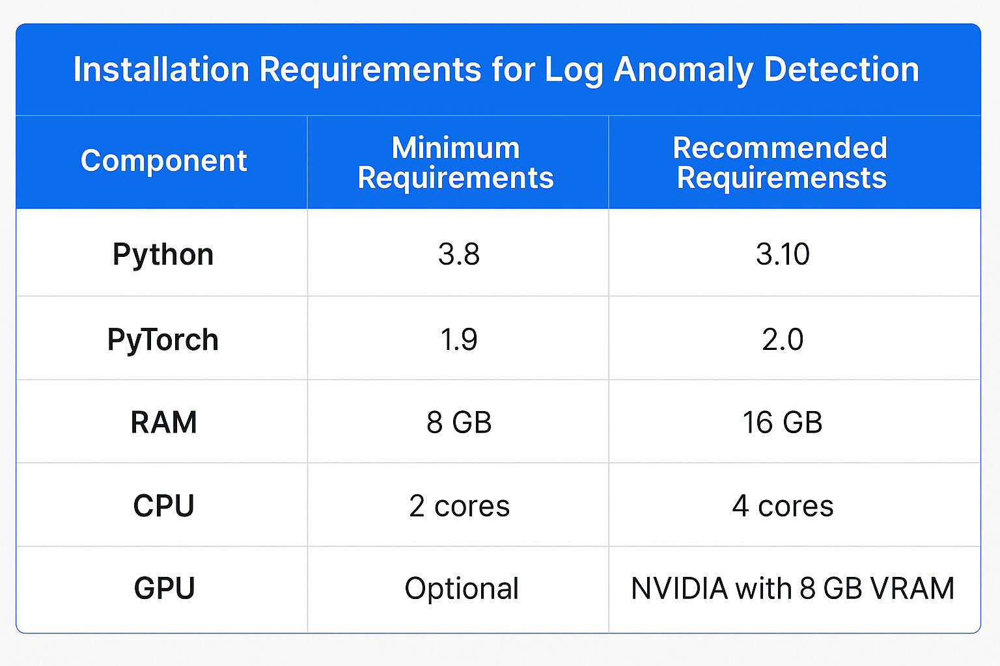 Installation Requirements for Log Anomaly Detection
Component
Minimum
Requirements
Recommended
Requiremensts
Python
3.8
3.10
PyTorch
1.9
2.0
RAM
8 GB
16 GB
CPU
2 cores
4 cores
GPU
Optional
NVIDIA with 8 GB VRAM